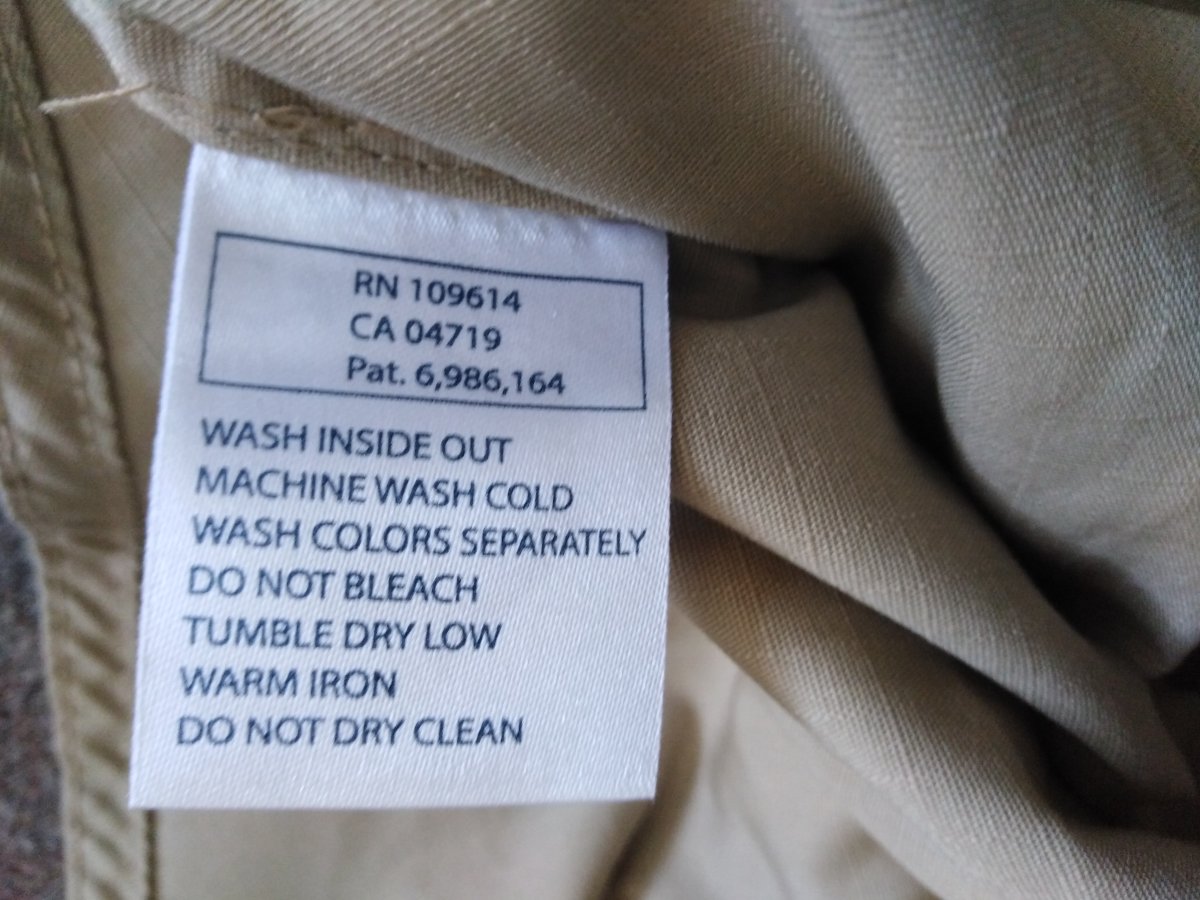 RN 109614
CA 04719
Pat. 6,986,164
WASH INSIDE OUT
MACHINE WASH COLD
WASH COLORS SEPARATELY
DO NOT BLEACH
TUMBLE DRY LOW
WARM IRON
DO NOT DRY CLEAN